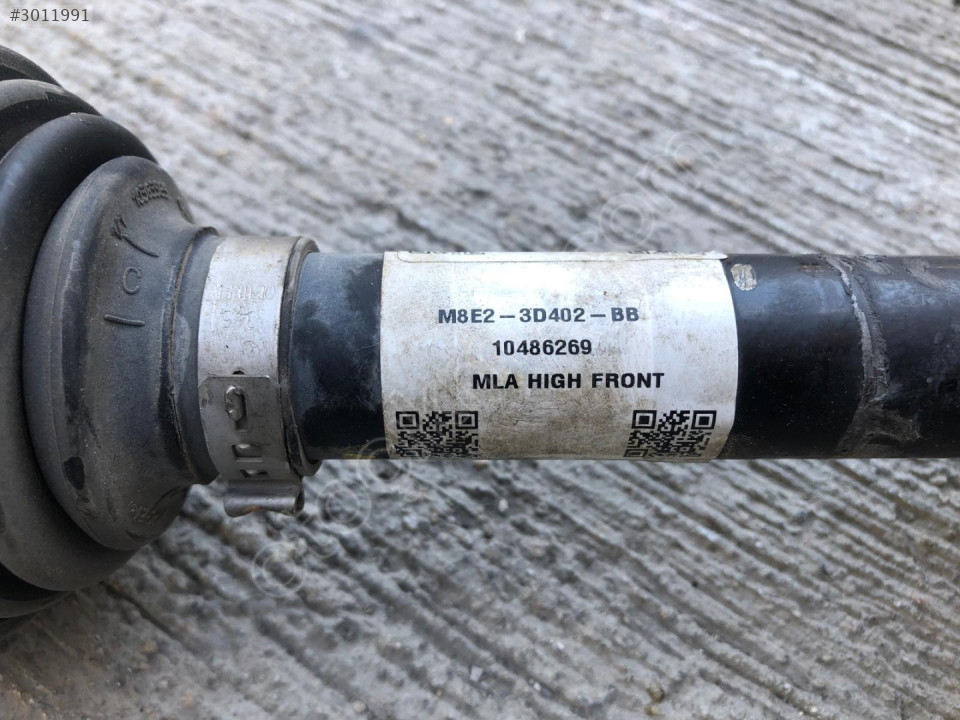 #3011991
M8E2-3D402-BB
10486269
MLA HIGH FRONT
C